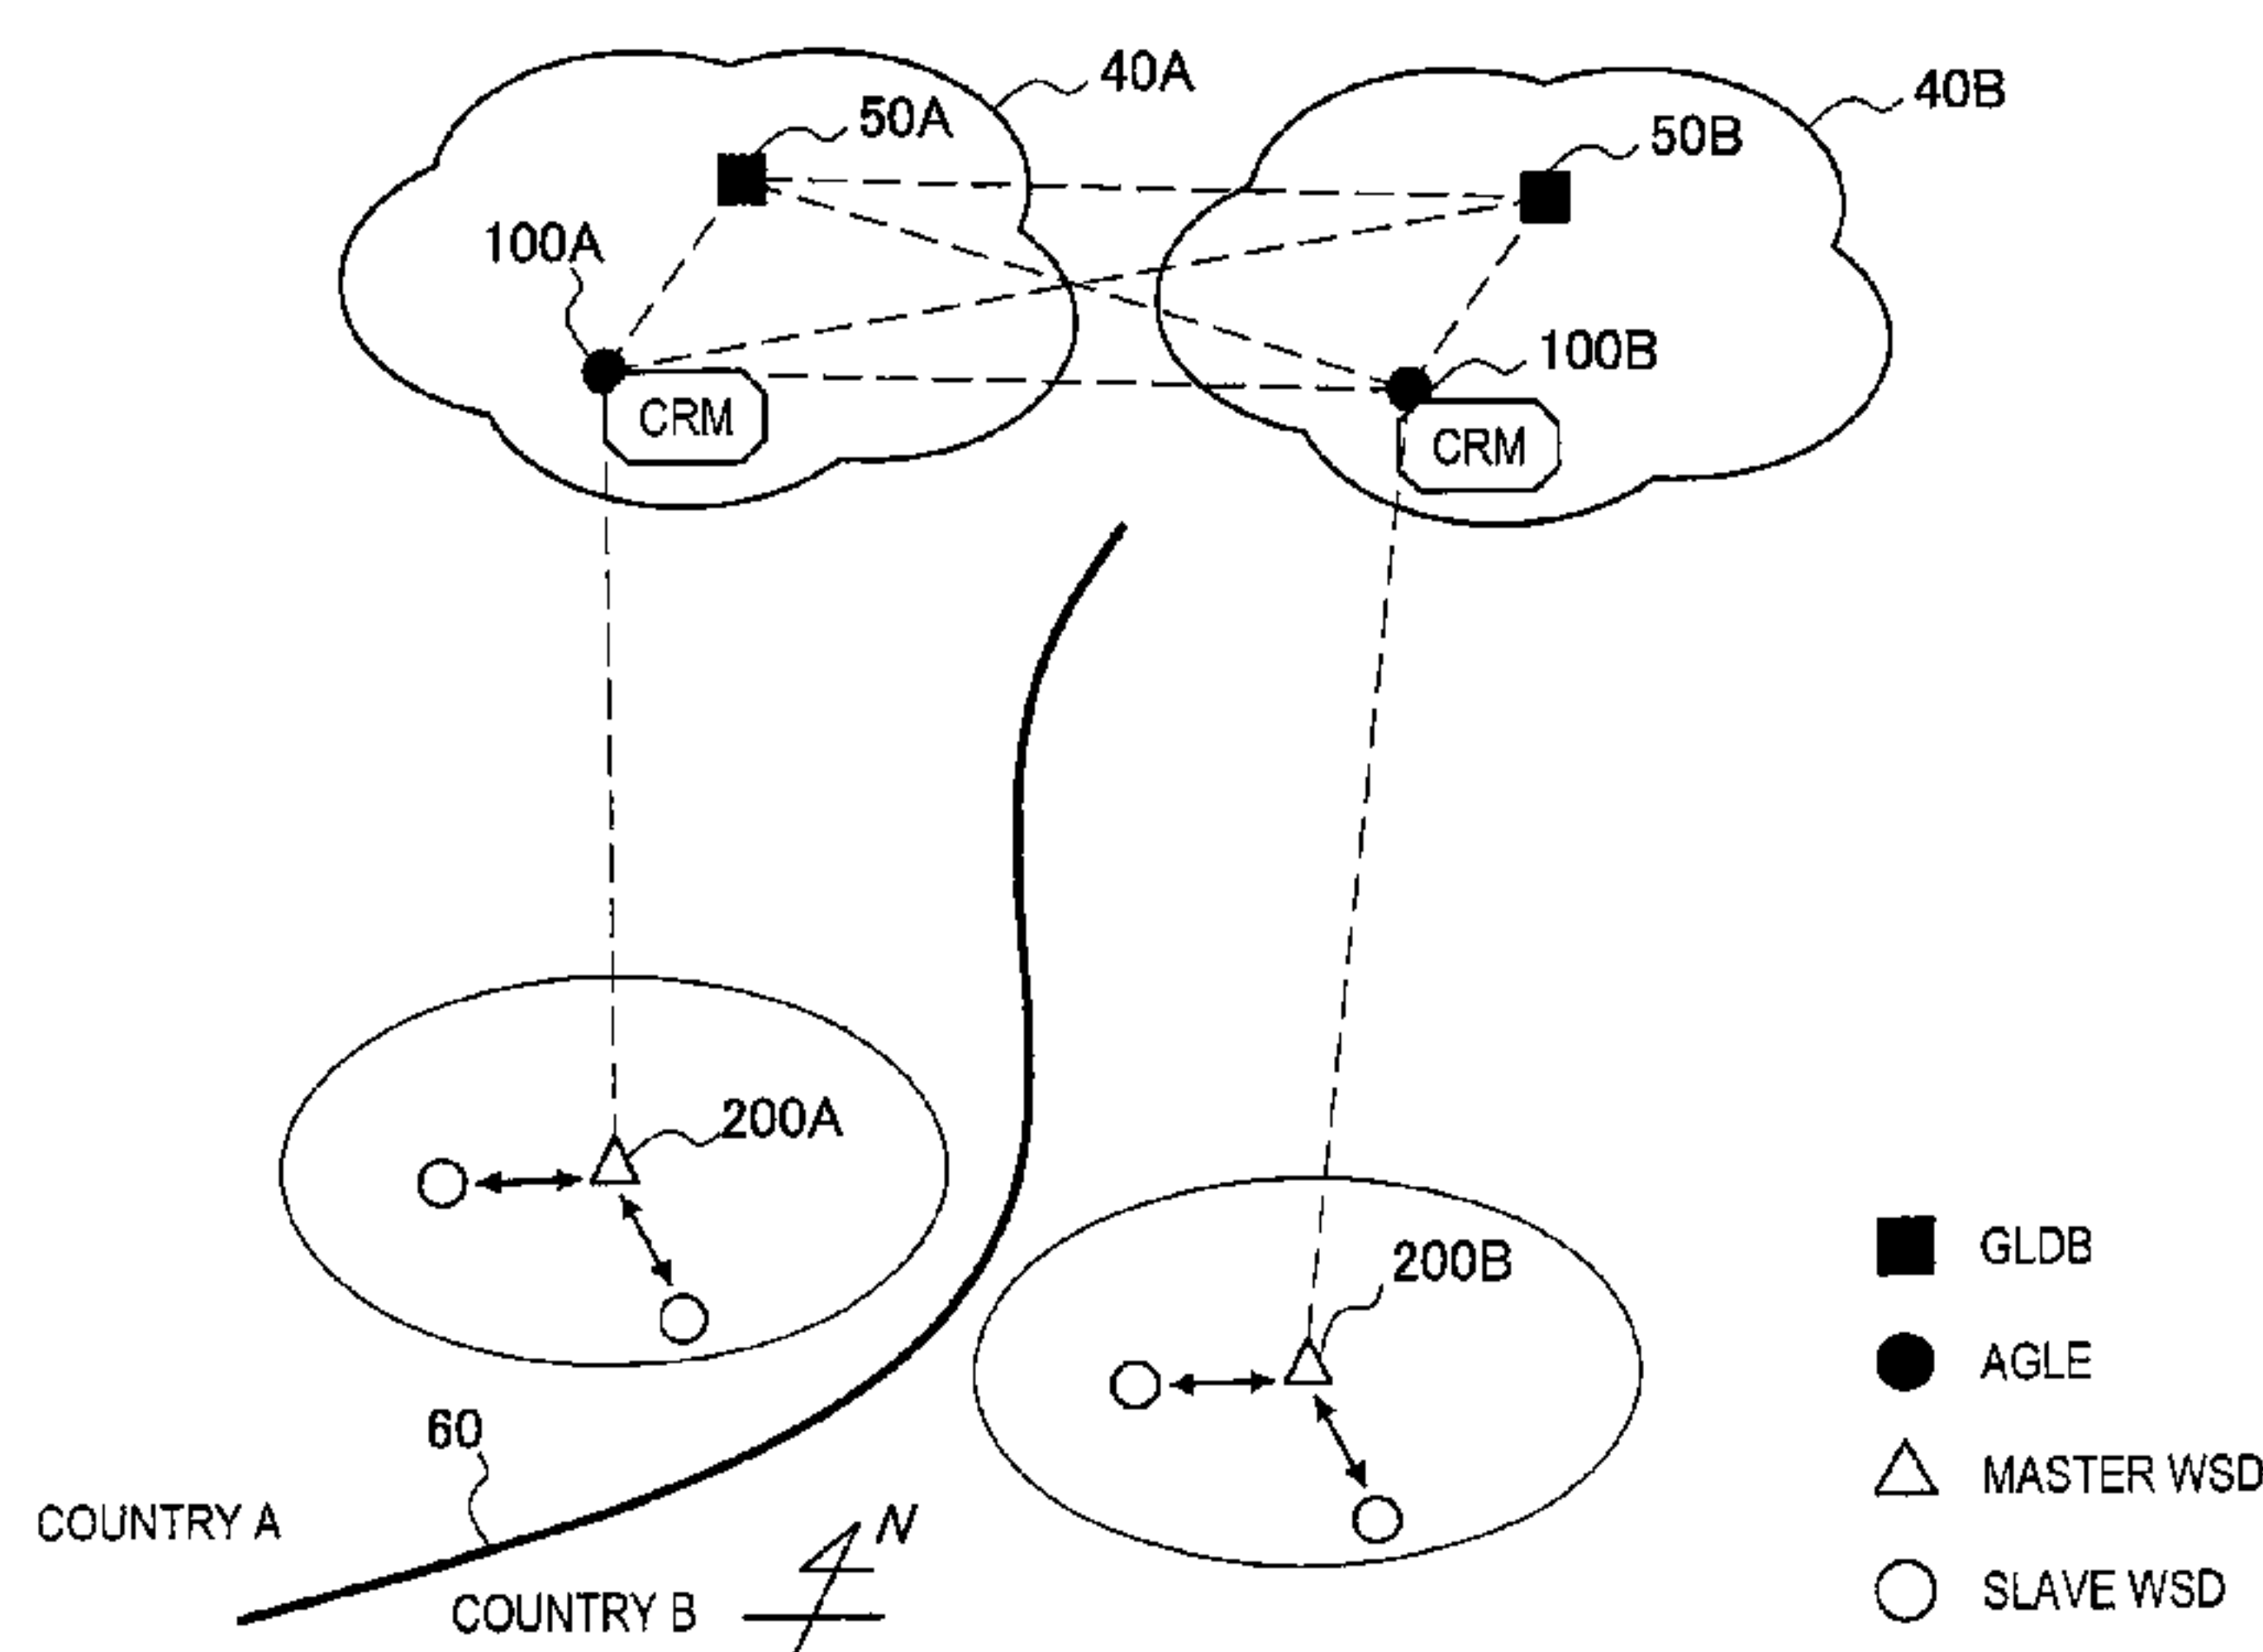 40A
40B
50A
50B
100A
100B
CRM
CRM
200A
200B
GLDB
AGLE
MASTER WSD
SLAVE WSD
60
COUNTRY A
COUNTRY B
N